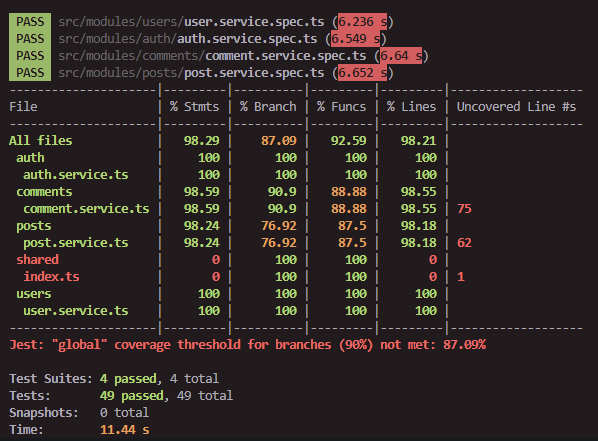 PASS src/modules/users/user.service.spec.ts (6.236 s)
PASS src/modules/auth/auth.service.spec.ts (6.549 s)
PASS src/modules/comments/comment.service.spec.ts (6.64 s)
PASS src/modules/posts/post.service.spec.ts (6.652 s)
--------------------|---------|----------|---------|---------|-------------------
File | % Stmts | % Branch | % Funcs | % Lines | Uncovered Line #s
--------------------|---------|----------|---------|---------|-------------------
All files | 98.29 | 87.09 | 92.59 | 98.21 |
auth | 100 | 100 | 100 | 100 |
auth.service.ts | 100 | 100 | 100 | 100 |
comments | 98.59 | 90.9 | 88.88 | 98.55 |
comment.service.ts | 98.59 | 90.9 | 88.88 | 98.55 | 75
posts | 98.24 | 76.92 | 87.5 | 98.18 |
post.service.ts | 98.24 | 76.92 | 87.5 | 98.18 | 62
shared | 0 | 100 | 100 | 0 |
index.ts | 0 | 100 | 100 | 0 | 1
users | 100 | 100 | 100 | 100 |
user.service.ts | 100 | 100 | 100 | 100 |
--------------------|---------|----------|---------|---------|-------------------
Jest: "global" coverage threshold for branches (90%) not met: 87.09%
Test Suites: 4 passed, 4 total
Tests: 49 passed, 49 total
Snapshots: 0 total
Time: 11.44 s